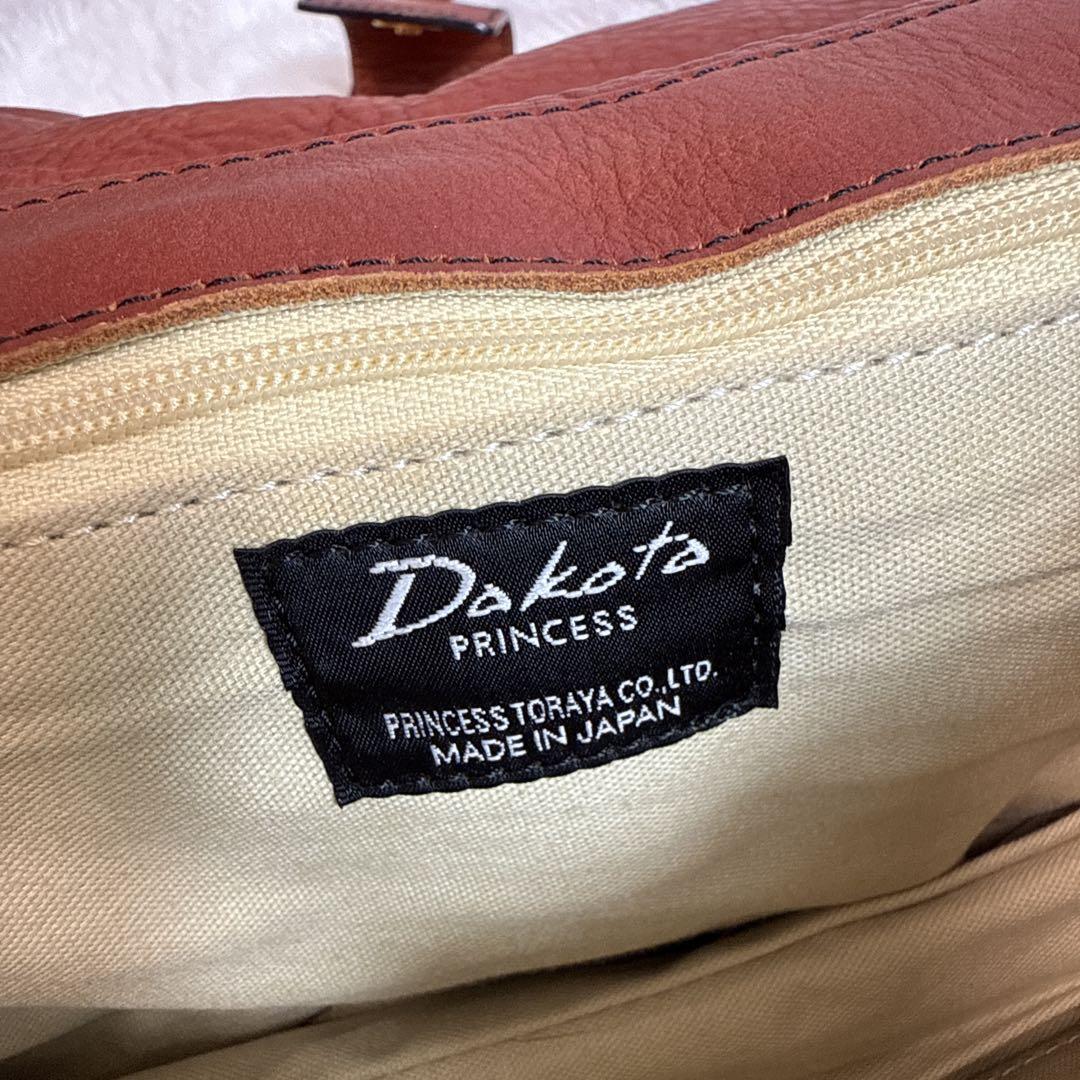 Dakota
PRINCESS
PRINCESS TORAYA CO.,LTD.
MADE IN JAPAN